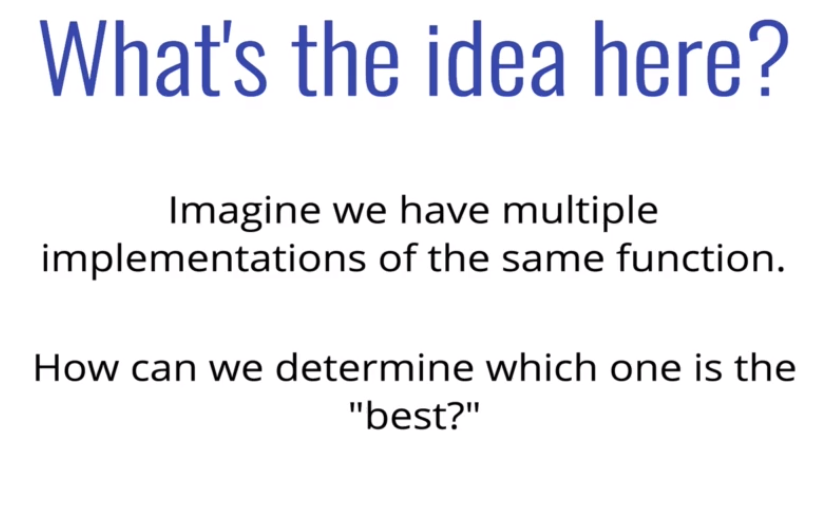 What's the idea here?
Imagine we have multiple
implementations of the same function.
How can we determine which one is the
"best?"